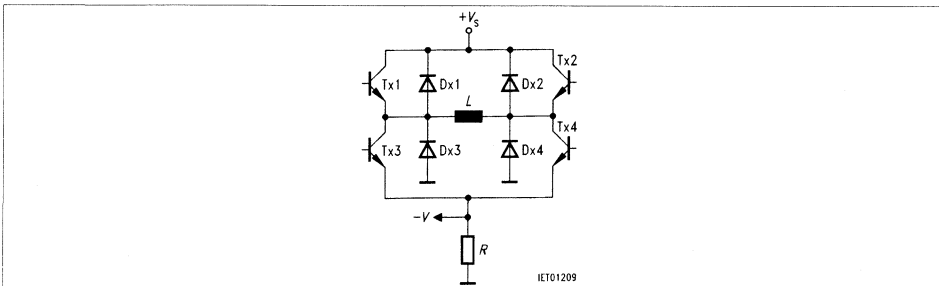 +VS
Tx1
Dx1
Dx2
Tx2
L
Tx3
Dx3
Dx4
Tx4
-V
R
IET01209